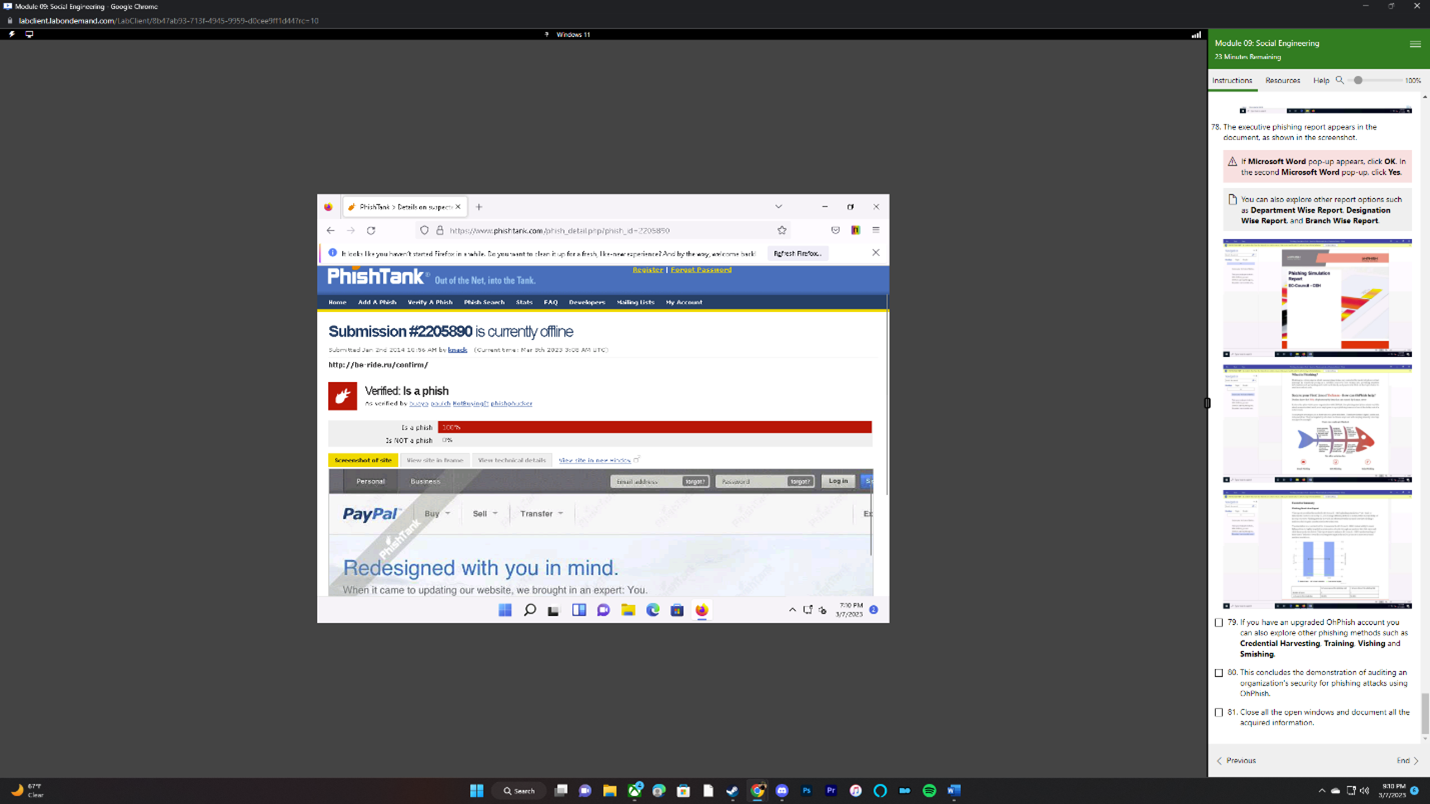 Module 09: Social Engineering - Google Chrome
labclient.labondemand.com/LabClient/8b47ab93-713f-4945-9959-d0cee9f1d44?rc=10
Windows 11
Module 09: Social Engineering
23 Minutes Remaining
Instructions Resources Help 100%
78. The executive phishing report appears in the
document, as shown in the screenshot.
If Microsoft Word pop-up appears, click OK. In
the second Microsoft Word pop-up, click Yes.
You can also explore other report options such
as Department Wise Report, Designation
Wise Report, and Branch Wise Report.
Phishing Simulation
Report
EC-Council - CEH
79. If you have an upgraded OhPhish account you
can also explore other phishing methods such as
Credential Harvesting, Training, Vishing and
Smishing.
80. This concludes the demonstration of auditing an
organization's security for phishing attacks using
OhPhish.
81. Close all the open windows and document all the
acquired information.
Previous End
PhishTank > Details on suspect
https://www.phishtank.com/phish_detail.php?phish_id=2205890
It looks like you haven't started Firefox in a while. Do you want to clean it up for a fresh, like-new experience? And by the way, welcome back!
Refresh Firefox...
Register | Forgot Password
PhishTank® Out of the Net, into the Tank.
Home Add A Phish Verify A Phish Phish Search Stats FAQ Developers Mailing Lists My Account
Submission #2205890 is currently offline
Submitted Jan 2nd 2014 10:56 AM by knack (Current time: Mar 8th 2023 3:08 AM UTC)
http://be-ride.ru/confirm/
Verified: Is a phish
As verified by buaya paulch NotBuyingIt phishphucker
Is a phish 100%
Is NOT a phish 0%
Screenshot of site View site in frame View technical details View site in new window
Personal Business Email address forgot? Password forgot? Log in
PayPal Buy Sell Transfer
PhishTank
Redesigned with you in mind.
When it came to updating our website, we brought in an expert: You.
7:10 PM
3/7/2023
2
67°F
Clear
Search
9:10 PM
3/7/2023